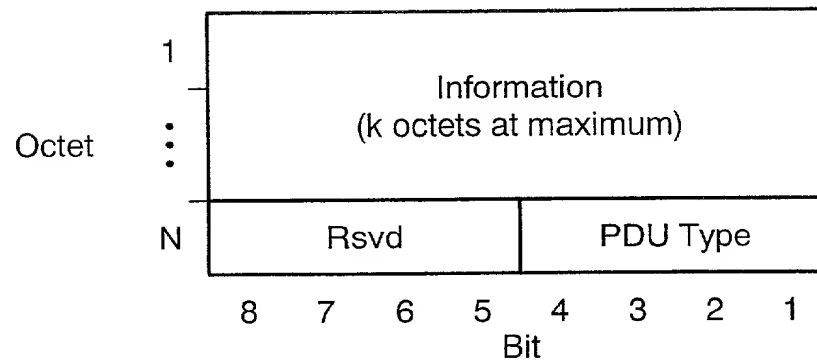 1
Information
(k octets at maximum)
Octet
N
Rsvd
PDU Type
8 7 6 5 4 3 2 1
Bit